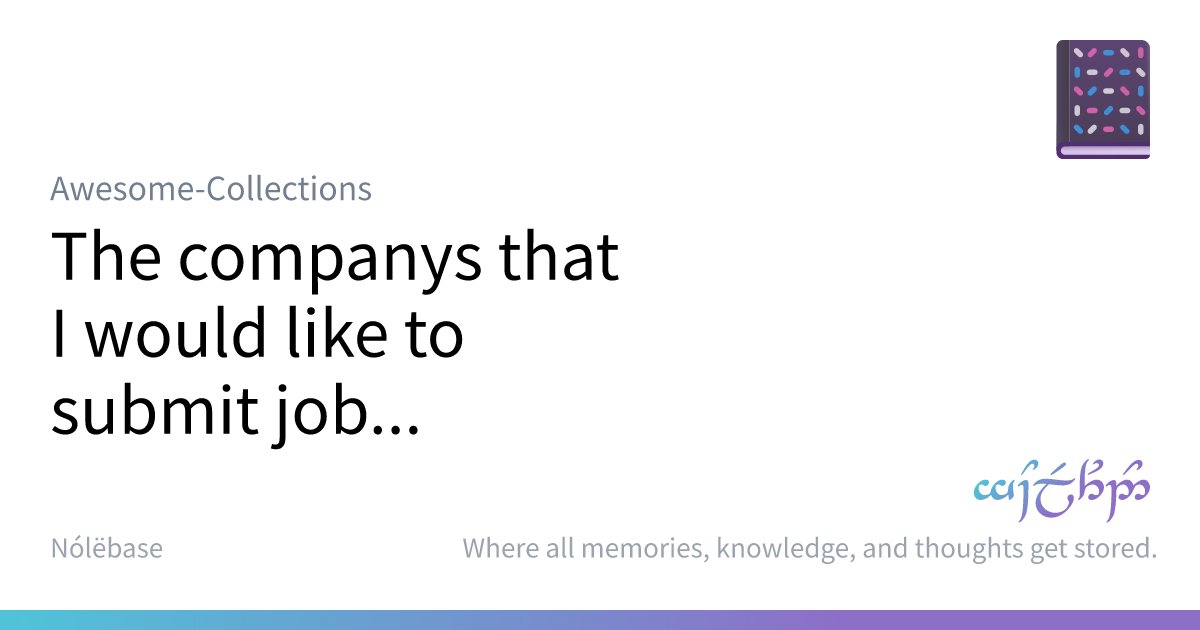 Awesome-Collections
The companys that
I would like to
submit job...
Nólëbase
Where all memories, knowledge, and thoughts get stored.